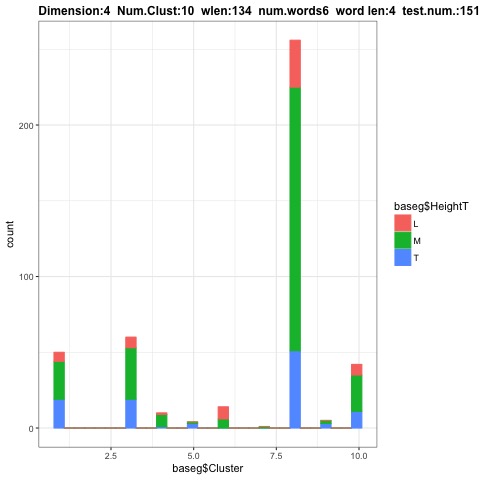 Dimension:4 Num.Clust:10 wlen:134 num.words6 word len:4 test.num.:151
200
100
0
count
2.5 5.0 7.5 10.0
baseg$Cluster
baseg$HeightT
L
M
T